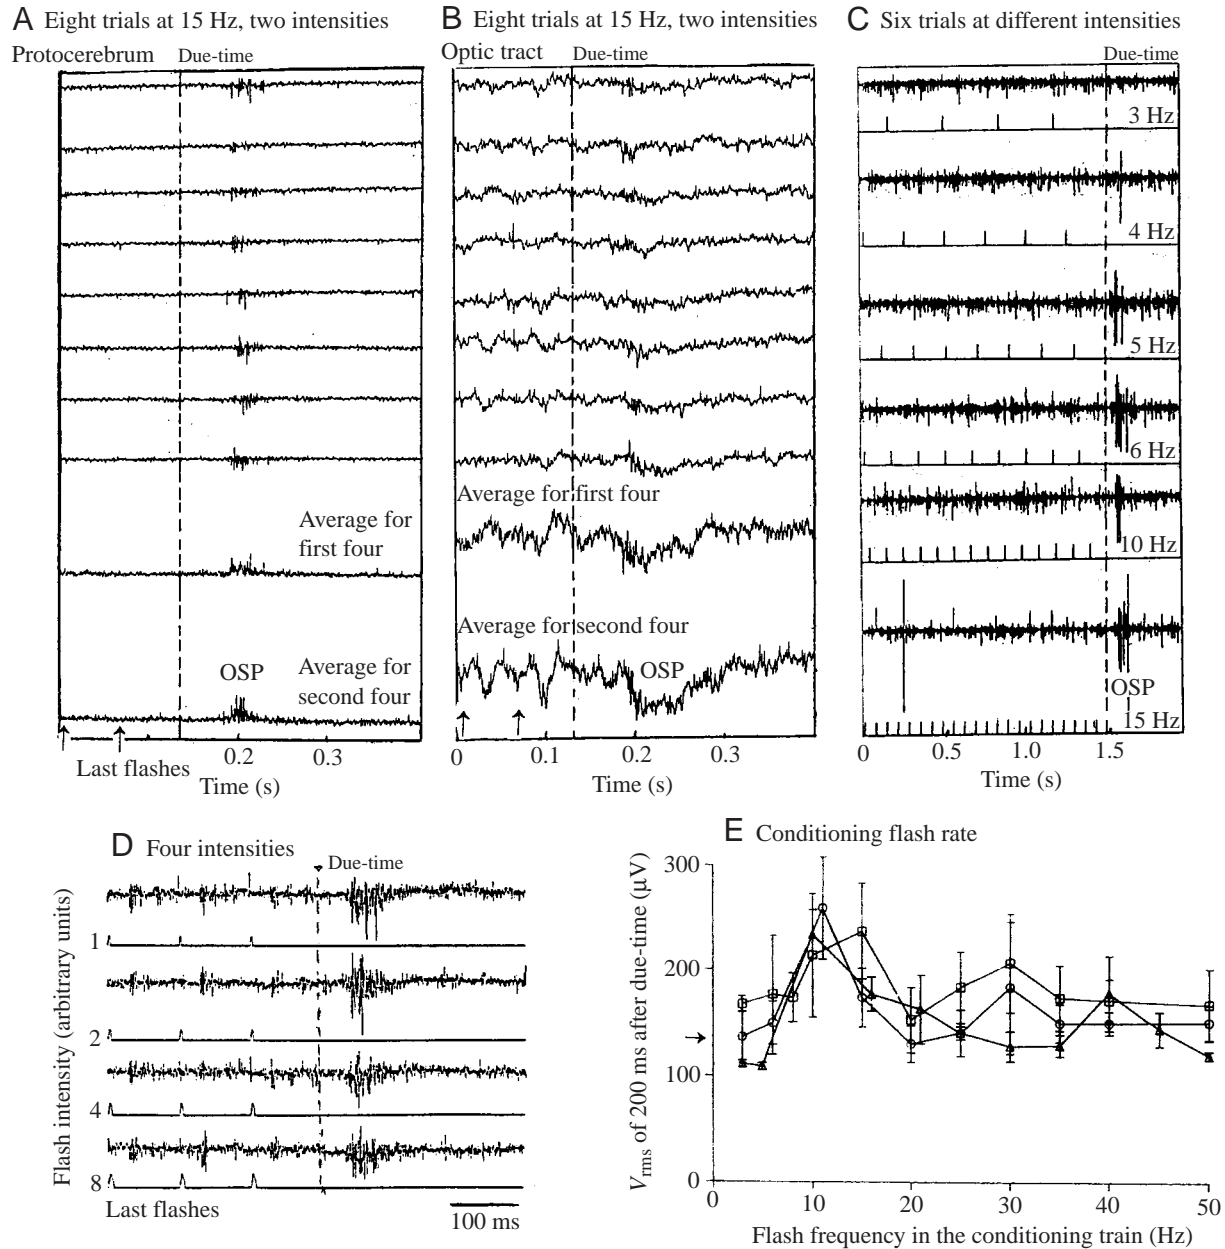 A Eight trials at 15 Hz, two intensities
Protocerebrum
Due-time
Average for
first four
OSP
Average for
second four
Last flashes
0.2
0.3
Time (s)
B Eight trials at 15 Hz, two intensities
Optic tract
Due-time
Average for first four
Average for second four
OSP
0
0.1
0.2
0.3
Time (s)
C Six trials at different intensities
Due-time
3 Hz
4 Hz
5 Hz
6 Hz
10 Hz
OSP
15 Hz
0
0.5
1.0
1.5
Time (s)
D Four intensities
Due-time
Flash intensity (arbitrary units)
1
2
4
8
Last flashes
100 ms
E Conditioning flash rate
Vrms of 200 ms after due-time (μV)
300
200
100
0
0
10
20
30
40
50
Flash frequency in the conditioning train (Hz)